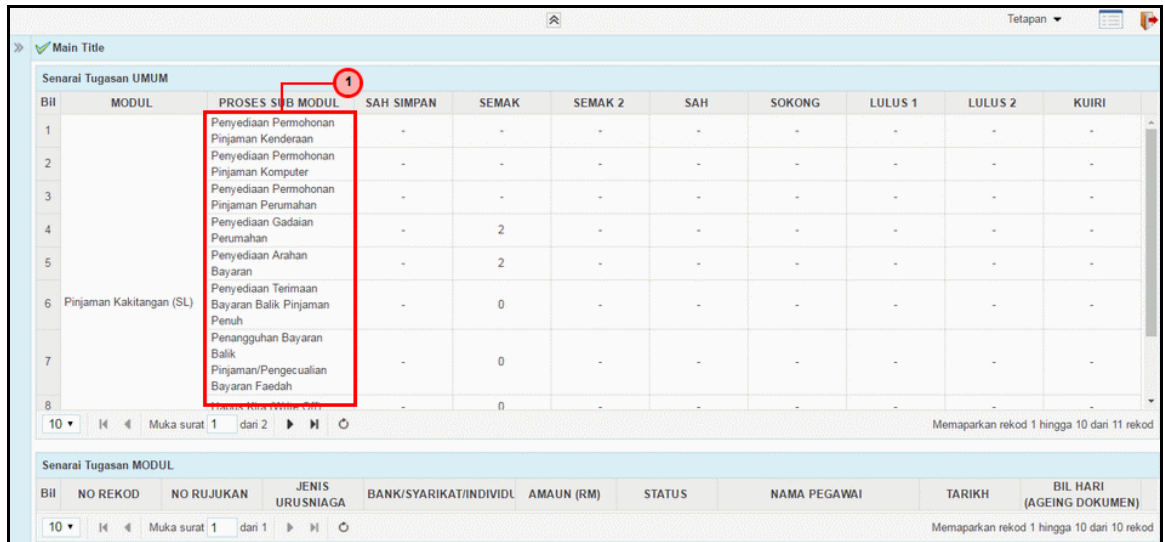 Tetapan
Main Title
Senarai Tugasan UMUM
1
Bil MODUL PROSES SUB MODUL SAH SIMPAN SEMAK SEMAK 2 SAH SOKONG LULUS 1 LULUS 2 KUIRI
1 Penyediaan Permohonan
Pinjaman Kenderaan - - - - - - - -
2 Penyediaan Permohonan
Pinjaman Komputer - - - - - - - -
3 Penyediaan Permohonan
Pinjaman Perumahan - - - - - - - -
4 Penyediaan Gadaian
Perumahan - 2 - - - - - -
5 Penyediaan Arahan
Bayaran - 2 - - - - - -
6 Pinjaman Kakitangan (SL) Penyediaan Terimaan
Bayaran Balik Pinjaman
Penuh - 0 - - - - - -
7 Penangguhan Bayaran
Balik
Pinjaman/Pengecualian
Bayaran Faedah - 0 - - - - - -
8 Hapus Kira (Write Off) - 0 - - - - - -
10 Muka surat 1 dari 2 Memaparkan rekod 1 hingga 10 dari 11 rekod
Senarai Tugasan MODUL
Bil NO REKOD NO RUJUKAN JENIS
URUSNIAGA BANK/SYARIKAT/INDIVIDU AMAUN (RM) STATUS NAMA PEGAWAI TARIKH BIL HARI
(AGEING DOKUMEN)
10 Muka surat 1 dari 1 Memaparkan rekod 1 hingga 10 dari 10 rekod